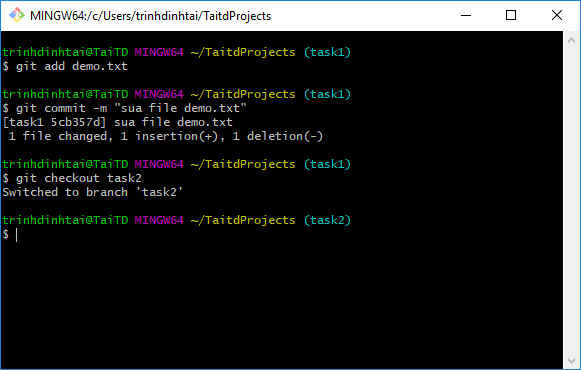 MINGW64:/c/Users/trinhdinhtai/TaitdProjects
trinhdinhtai@TaiTD MINGW64 ~/TaitdProjects (task1)
$ git add demo.txt
trinhdinhtai@TaiTD MINGW64 ~/TaitdProjects (task1)
$ git commit -m "sua file demo.txt"
[task1 5cb357d] sua file demo.txt
 1 file changed, 1 insertion(+), 1 deletion(-)
trinhdinhtai@TaiTD MINGW64 ~/TaitdProjects (task1)
$ git checkout task2
Switched to branch 'task2'
trinhdinhtai@TaiTD MINGW64 ~/TaitdProjects (task2)
$